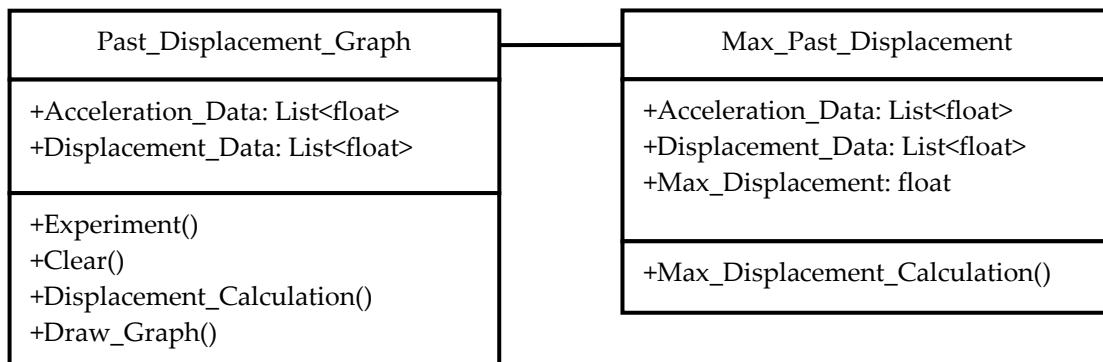 Past_Displacement_Graph
+Acceleration_Data: List<float>
+Displacement_Data: List<float>
+Experiment()
+Clear()
+Displacement_Calculation()
+Draw_Graph()
Max_Past_Displacement
+Acceleration_Data: List<float>
+Displacement_Data: List<float>
+Max_Displacement: float
+Max_Displacement_Calculation()